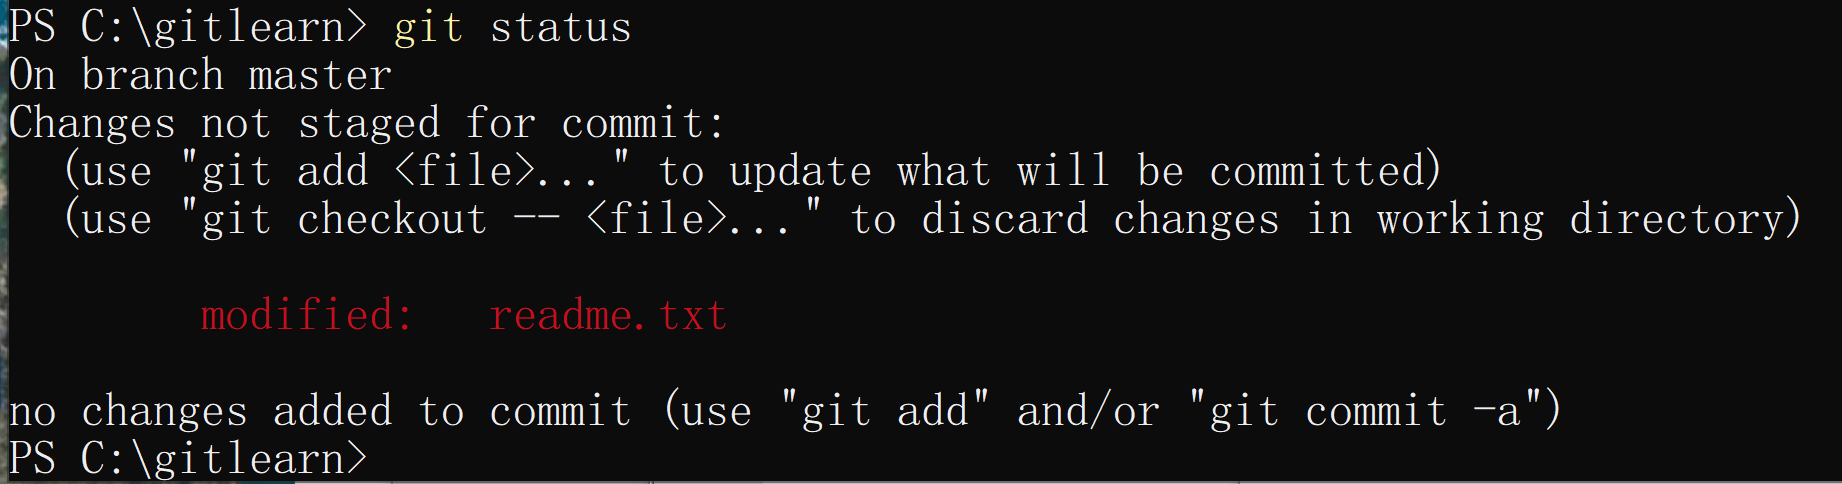 PS C:\gitlearn> git status
On branch master
Changes not staged for commit:
  (use "git add <file>..." to update what will be committed)
  (use "git checkout -- <file>..." to discard changes in working directory)

        modified:   readme.txt

no changes added to commit (use "git add" and/or "git commit -a")
PS C:\gitlearn>